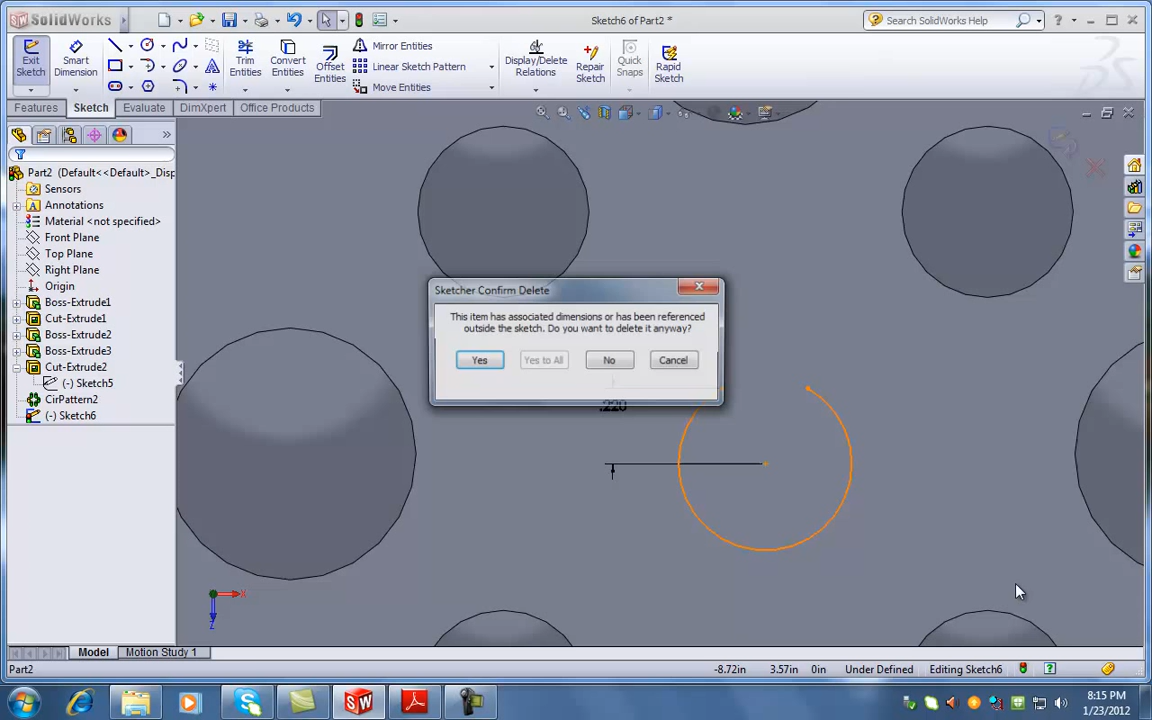 SolidWorks
Sketch6 of Part2 *
Search SolidWorks Help
Exit Sketch
Smart Dimension
Trim Entities
Convert Entities
Offset Entities
Mirror Entities
Linear Sketch Pattern
Move Entities
Display/Delete Relations
Repair Sketch
Quick Snaps
Rapid Sketch
Features
Sketch
Evaluate
DimXpert
Office Products
Part2 (Default<<Default>_Disp
Sensors
Annotations
Material <not specified>
Front Plane
Top Plane
Right Plane
Origin
Boss-Extrude1
Cut-Extrude1
Boss-Extrude2
Boss-Extrude3
Cut-Extrude2
(-) Sketch5
CirPattern2
(-) Sketch6
Sketcher Confirm Delete
This item has associated dimensions or has been referenced
outside the sketch. Do you want to delete it anyway?
Yes
Yes to All
No
Cancel
.220
X
Z
Model
Motion Study 1
Part2
-8.72in
3.57in
0in
Under Defined
Editing Sketch6
8:15 PM
1/23/2012